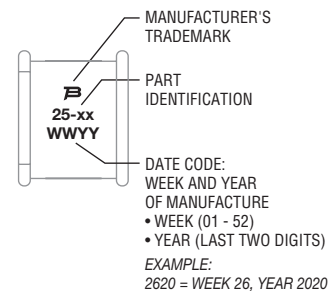 MANUFACTURER'S
TRADEMARK
PART
IDENTIFICATION
25-xx
WWYY
DATE CODE:
WEEK AND YEAR
OF MANUFACTURE
• WEEK (01 - 52)
• YEAR (LAST TWO DIGITS)
EXAMPLE:
2620 = WEEK 26, YEAR 2020